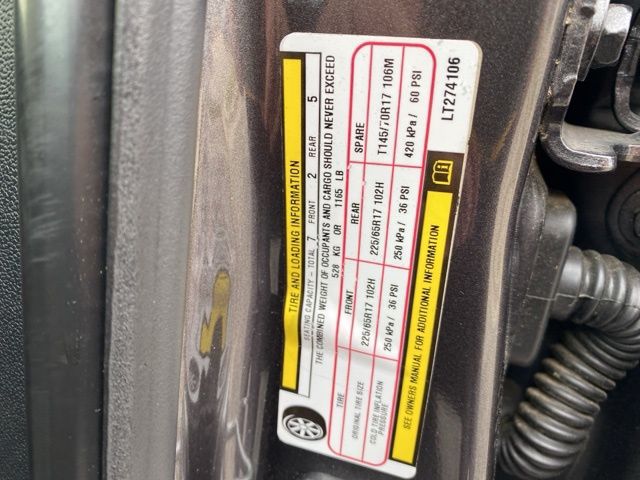 TIRE AND LOADING INFORMATION
SEATING CAPACITY – TOTAL 7 FRONT 2 REAR 5
THE COMBINED WEIGHT OF OCCUPANTS AND CARGO SHOULD NEVER EXCEED
528 KG OR 1165 LB
TIRE FRONT REAR SPARE
ORIGINAL TIRE SIZE 225/65R17 102H 225/65R17 102H T145/70R17 106M
COLD TIRE INFLATION PRESSURE 250 kPa / 36 PSI 250 kPa / 36 PSI 420 kPa / 60 PSI
SEE OWNERS MANUAL FOR ADDITIONAL INFORMATION
LT274106